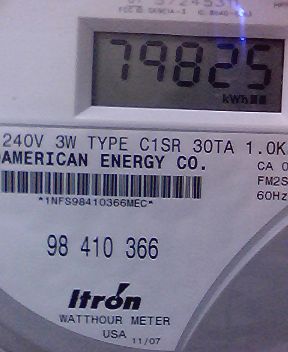 79825
kWh
240V 3W TYPE C1SR 30TA 1.0K
AMERICAN ENERGY CO.
CA 0
FM2S
60Hz
*1NFS98410366MEC*
98 410 366
Itron
WATTHOUR METER
USA 11/07